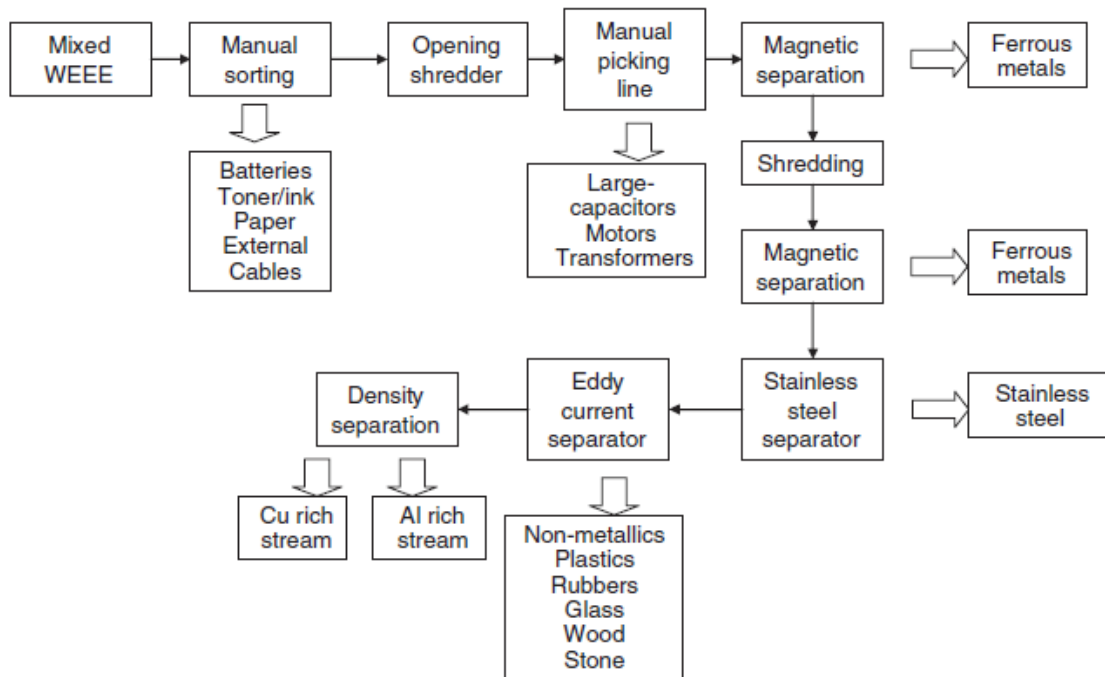 Mixed
WEEE
Manual
sorting
Opening
shredder
Manual
picking
line
Magnetic
separation
Ferrous
metals
Batteries
Toner/ink
Paper
External
Cables
Large-
capacitors
Motors
Transformers
Shredding
Magnetic
separation
Ferrous
metals
Density
separation
Eddy
current
separator
Stainless
steel
separator
Stainless
steel
Cu rich
stream
Al rich
stream
Non-metallics
Plastics
Rubbers
Glass
Wood
Stone